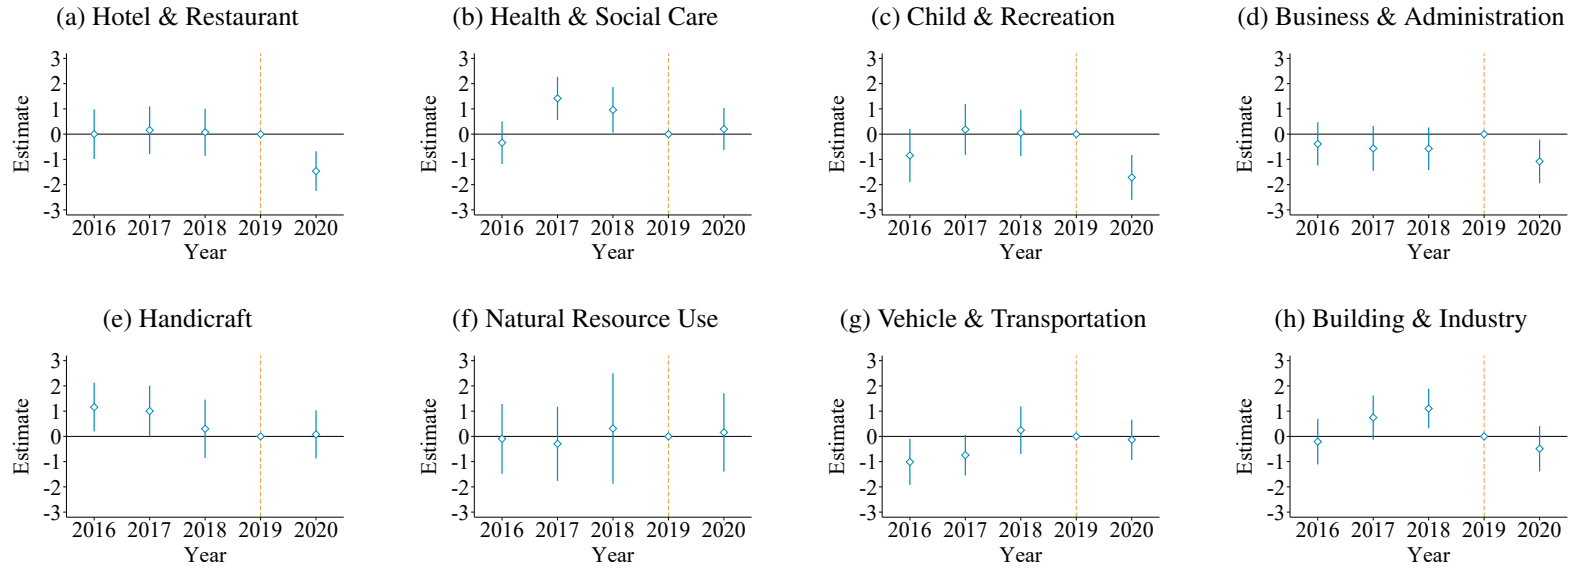 (a) Hotel & Restaurant
3
2
1
0
-1
-2
-3
Estimate
2016 2017 2018 2019 2020
Year
(b) Health & Social Care
3
2
1
0
-1
-2
-3
Estimate
2016 2017 2018 2019 2020
Year
(c) Child & Recreation
3
2
1
0
-1
-2
-3
Estimate
2016 2017 2018 2019 2020
Year
(d) Business & Administration
3
2
1
0
-1
-2
-3
Estimate
2016 2017 2018 2019 2020
Year
(e) Handicraft
3
2
1
0
-1
-2
-3
Estimate
2016 2017 2018 2019 2020
Year
(f) Natural Resource Use
3
2
1
0
-1
-2
-3
Estimate
2016 2017 2018 2019 2020
Year
(g) Vehicle & Transportation
3
2
1
0
-1
-2
-3
Estimate
2016 2017 2018 2019 2020
Year
(h) Building & Industry
3
2
1
0
-1
-2
-3
Estimate
2016 2017 2018 2019 2020
Year